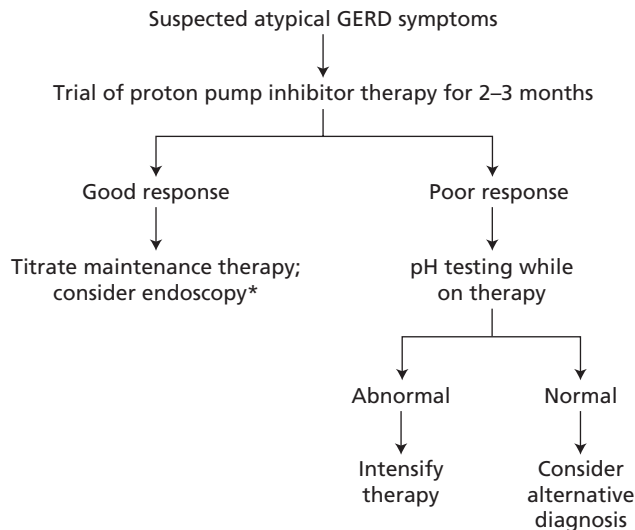 Suspected atypical GERD symptoms
Trial of proton pump inhibitor therapy for 2–3 months
Good response
Poor response
Titrate maintenance therapy;
consider endoscopy*
pH testing while
on therapy
Abnormal
Normal
Intensify
therapy
Consider
alternative
diagnosis